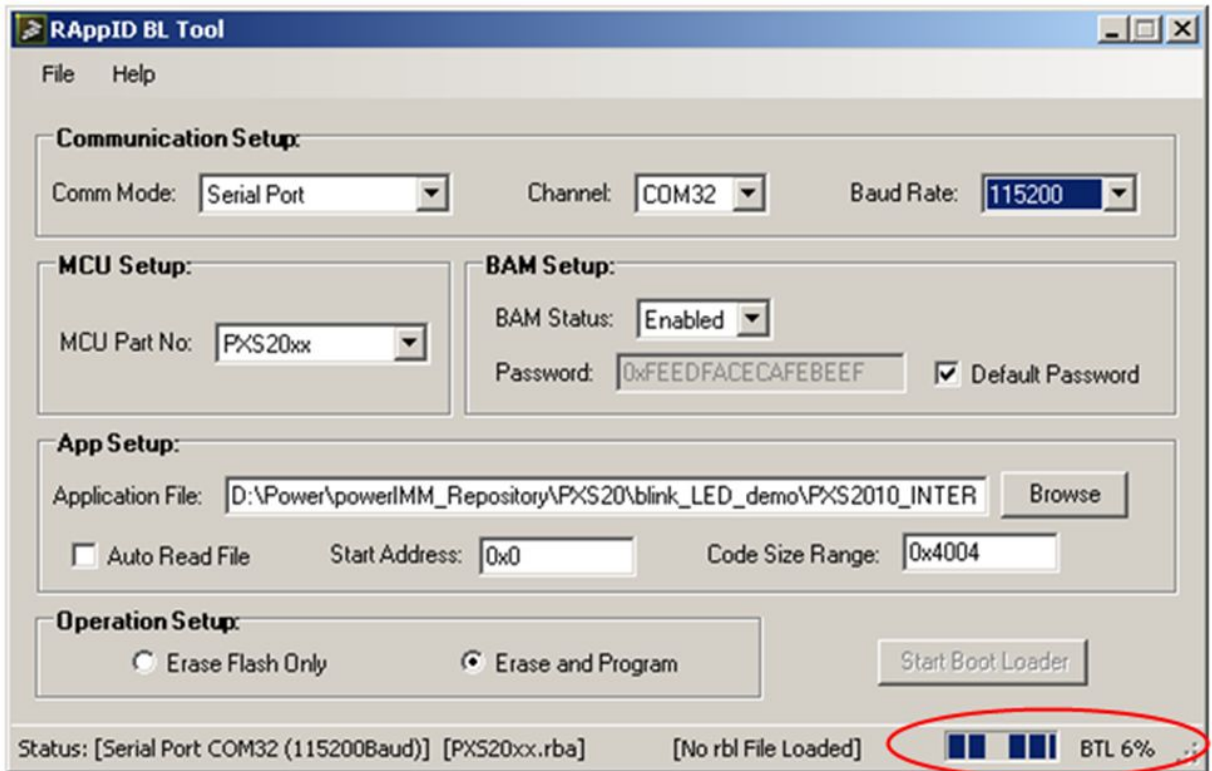 RAppID BL Tool
File Help
Communication Setup:
Comm Mode: Serial Port Channel: COM32 Baud Rate: 115200
MCU Setup:
MCU Part No: PXS20xx
BAM Setup:
BAM Status: Enabled
Password: 0xFEEDFACECAFEBEEF Default Password
App Setup:
Application File: D:\Power\powerIMM_Repository\PXS20\blink_LED_demo\PXS2010_INTER Browse
Auto Read File Start Address: 0x0 Code Size Range: 0x4004
Operation Setup:
Erase Flash Only Erase and Program Start Boot Loader
Status: [Serial Port COM32 (115200Baud)] [PXS20xx.rba] [No rbl File Loaded] BTL 6%